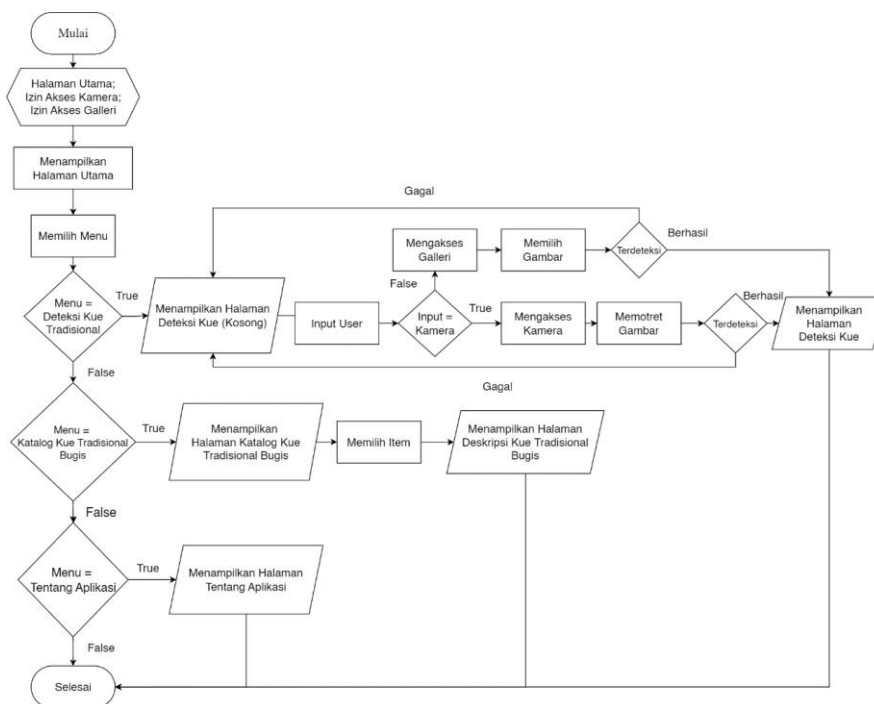 Mulai
Halaman Utama;
Izin Akses Kamera;
Izin Akses Galleri
Menampilkan
Halaman Utama
Memilih Menu
Menu =
Deteksi Kue
Tradisional
True
False
Menampilkan Halaman
Deteksi Kue (Kosong)
Input User
Input =
Kamera
False
True
Mengakses
Galleri
Memilih
Gambar
Terdeteksi
Gagal
Berhasil
Mengakses
Kamera
Memotret
Gambar
Terdeteksi
Berhasil
Gagal
Menampilkan
Halaman
Deteksi Kue
Menu =
Katalog Kue Tradisional
Bugis
True
False
Menampilkan
Halaman Katalog Kue
Tradisional Bugis
Memilih Item
Menampilkan Halaman
Deskripsi Kue Tradisional
Bugis
Menu =
Tentang Aplikasi
True
False
Menampilkan Halaman
Tentang Aplikasi
Selesai